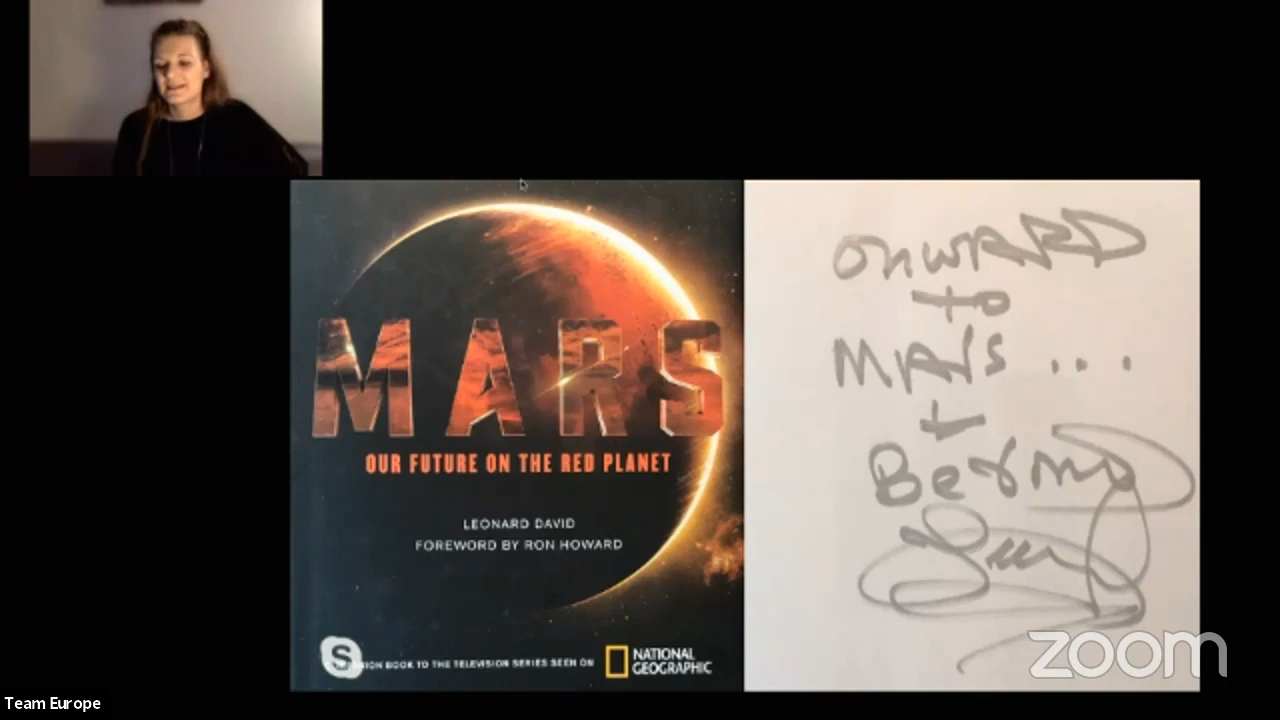 MARS
OUR FUTURE ON THE RED PLANET
LEONARD DAVID
FOREWORD BY RON HOWARD
S
ION BOOK TO THE TELEVISION SERIES SEEN ON
NATIONAL
GEOGRAPHIC
onWARD
to
MARS ...
+
Beyond
zoom
Team Europe